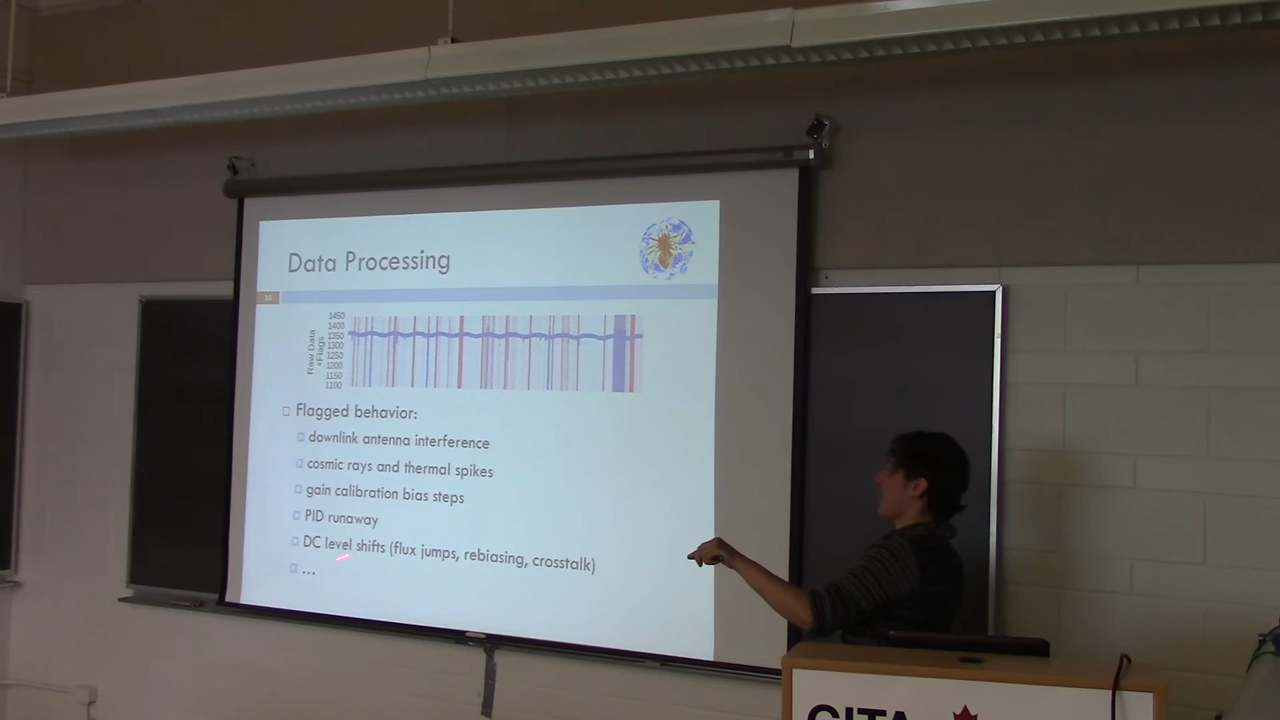 Data Processing
Raw Data
+Flags
1450
1400
1350
1300
1250
1200
1150
1100
Flagged behavior:
downlink antenna interference
cosmic rays and thermal spikes
gain calibration bias steps
PID runaway
DC level shifts (flux jumps, rebiasing, crosstalk)
...
CITA